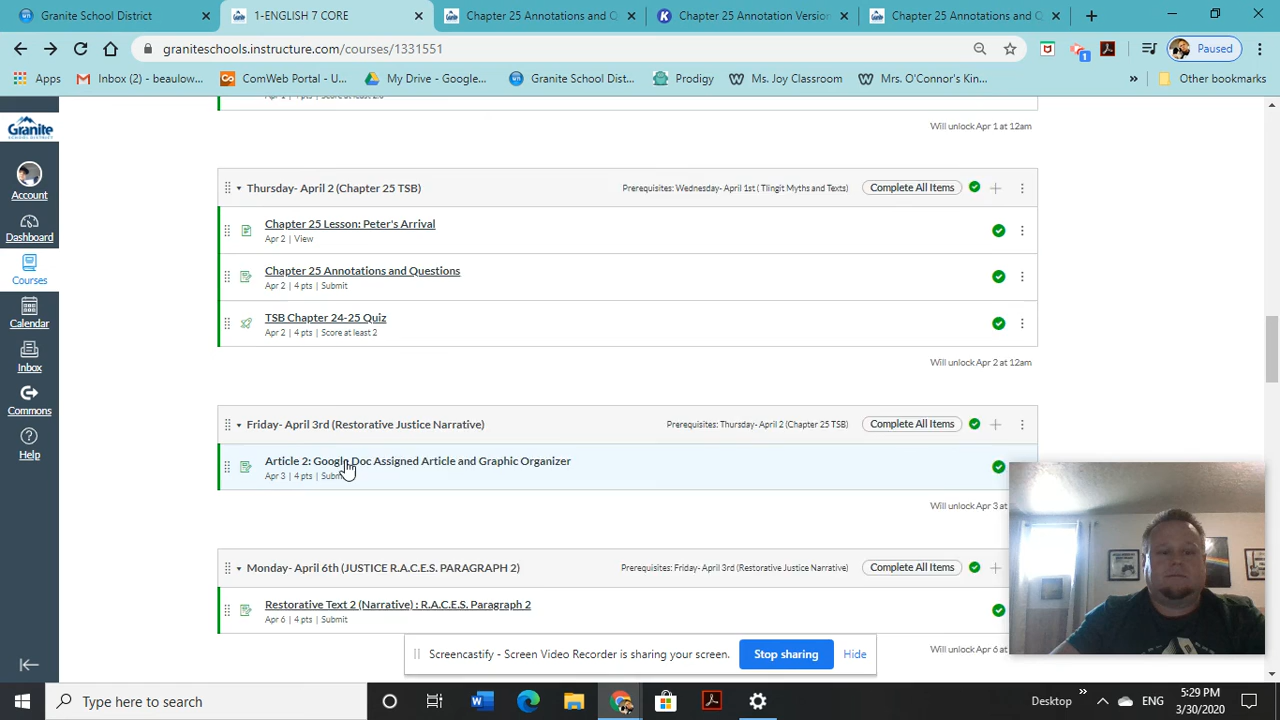 Granite School District
1-ENGLISH 7 CORE
Chapter 25 Annotations and Q
Chapter 25 Annotation Version
Chapter 25 Annotations and Q
graniteschools.instructure.com/courses/1331551
Paused
Apps
Inbox (2) - beaulow...
ComWeb Portal - U...
My Drive - Google...
Granite School Dist...
Prodigy
Ms. Joy Classroom
Mrs. O'Connor's Kin...
Other bookmarks
Granite
SCHOOL DISTRICT
Account
Dashboard
Courses
Calendar
Inbox
Commons
Help
Will unlock Apr 1 at 12am
Thursday- April 2 (Chapter 25 TSB)
Prerequisites: Wednesday- April 1st ( Tlingit Myths and Texts)
Complete All Items
Chapter 25 Lesson: Peter's Arrival
Apr 2 | View
Chapter 25 Annotations and Questions
Apr 2 | 4 pts | Submit
TSB Chapter 24-25 Quiz
Apr 2 | 4 pts | Score at least 2
Will unlock Apr 2 at 12am
Friday- April 3rd (Restorative Justice Narrative)
Prerequisites: Thursday- April 2 (Chapter 25 TSB)
Complete All Items
Article 2: Google Doc Assigned Article and Graphic Organizer
Apr 3 | 4 pts | Submit
Will unlock Apr 3 at
Monday- April 6th (JUSTICE R.A.C.E.S. PARAGRAPH 2)
Prerequisites: Friday- April 3rd (Restorative Justice Narrative)
Complete All Items
Restorative Text 2 (Narrative) : R.A.C.E.S. Paragraph 2
Apr 6 | 4 pts | Submit
Will unlock Apr 6 at
Screencastify - Screen Video Recorder is sharing your screen.
Stop sharing
Hide
Type here to search
Desktop
ENG
5:29 PM
3/30/2020